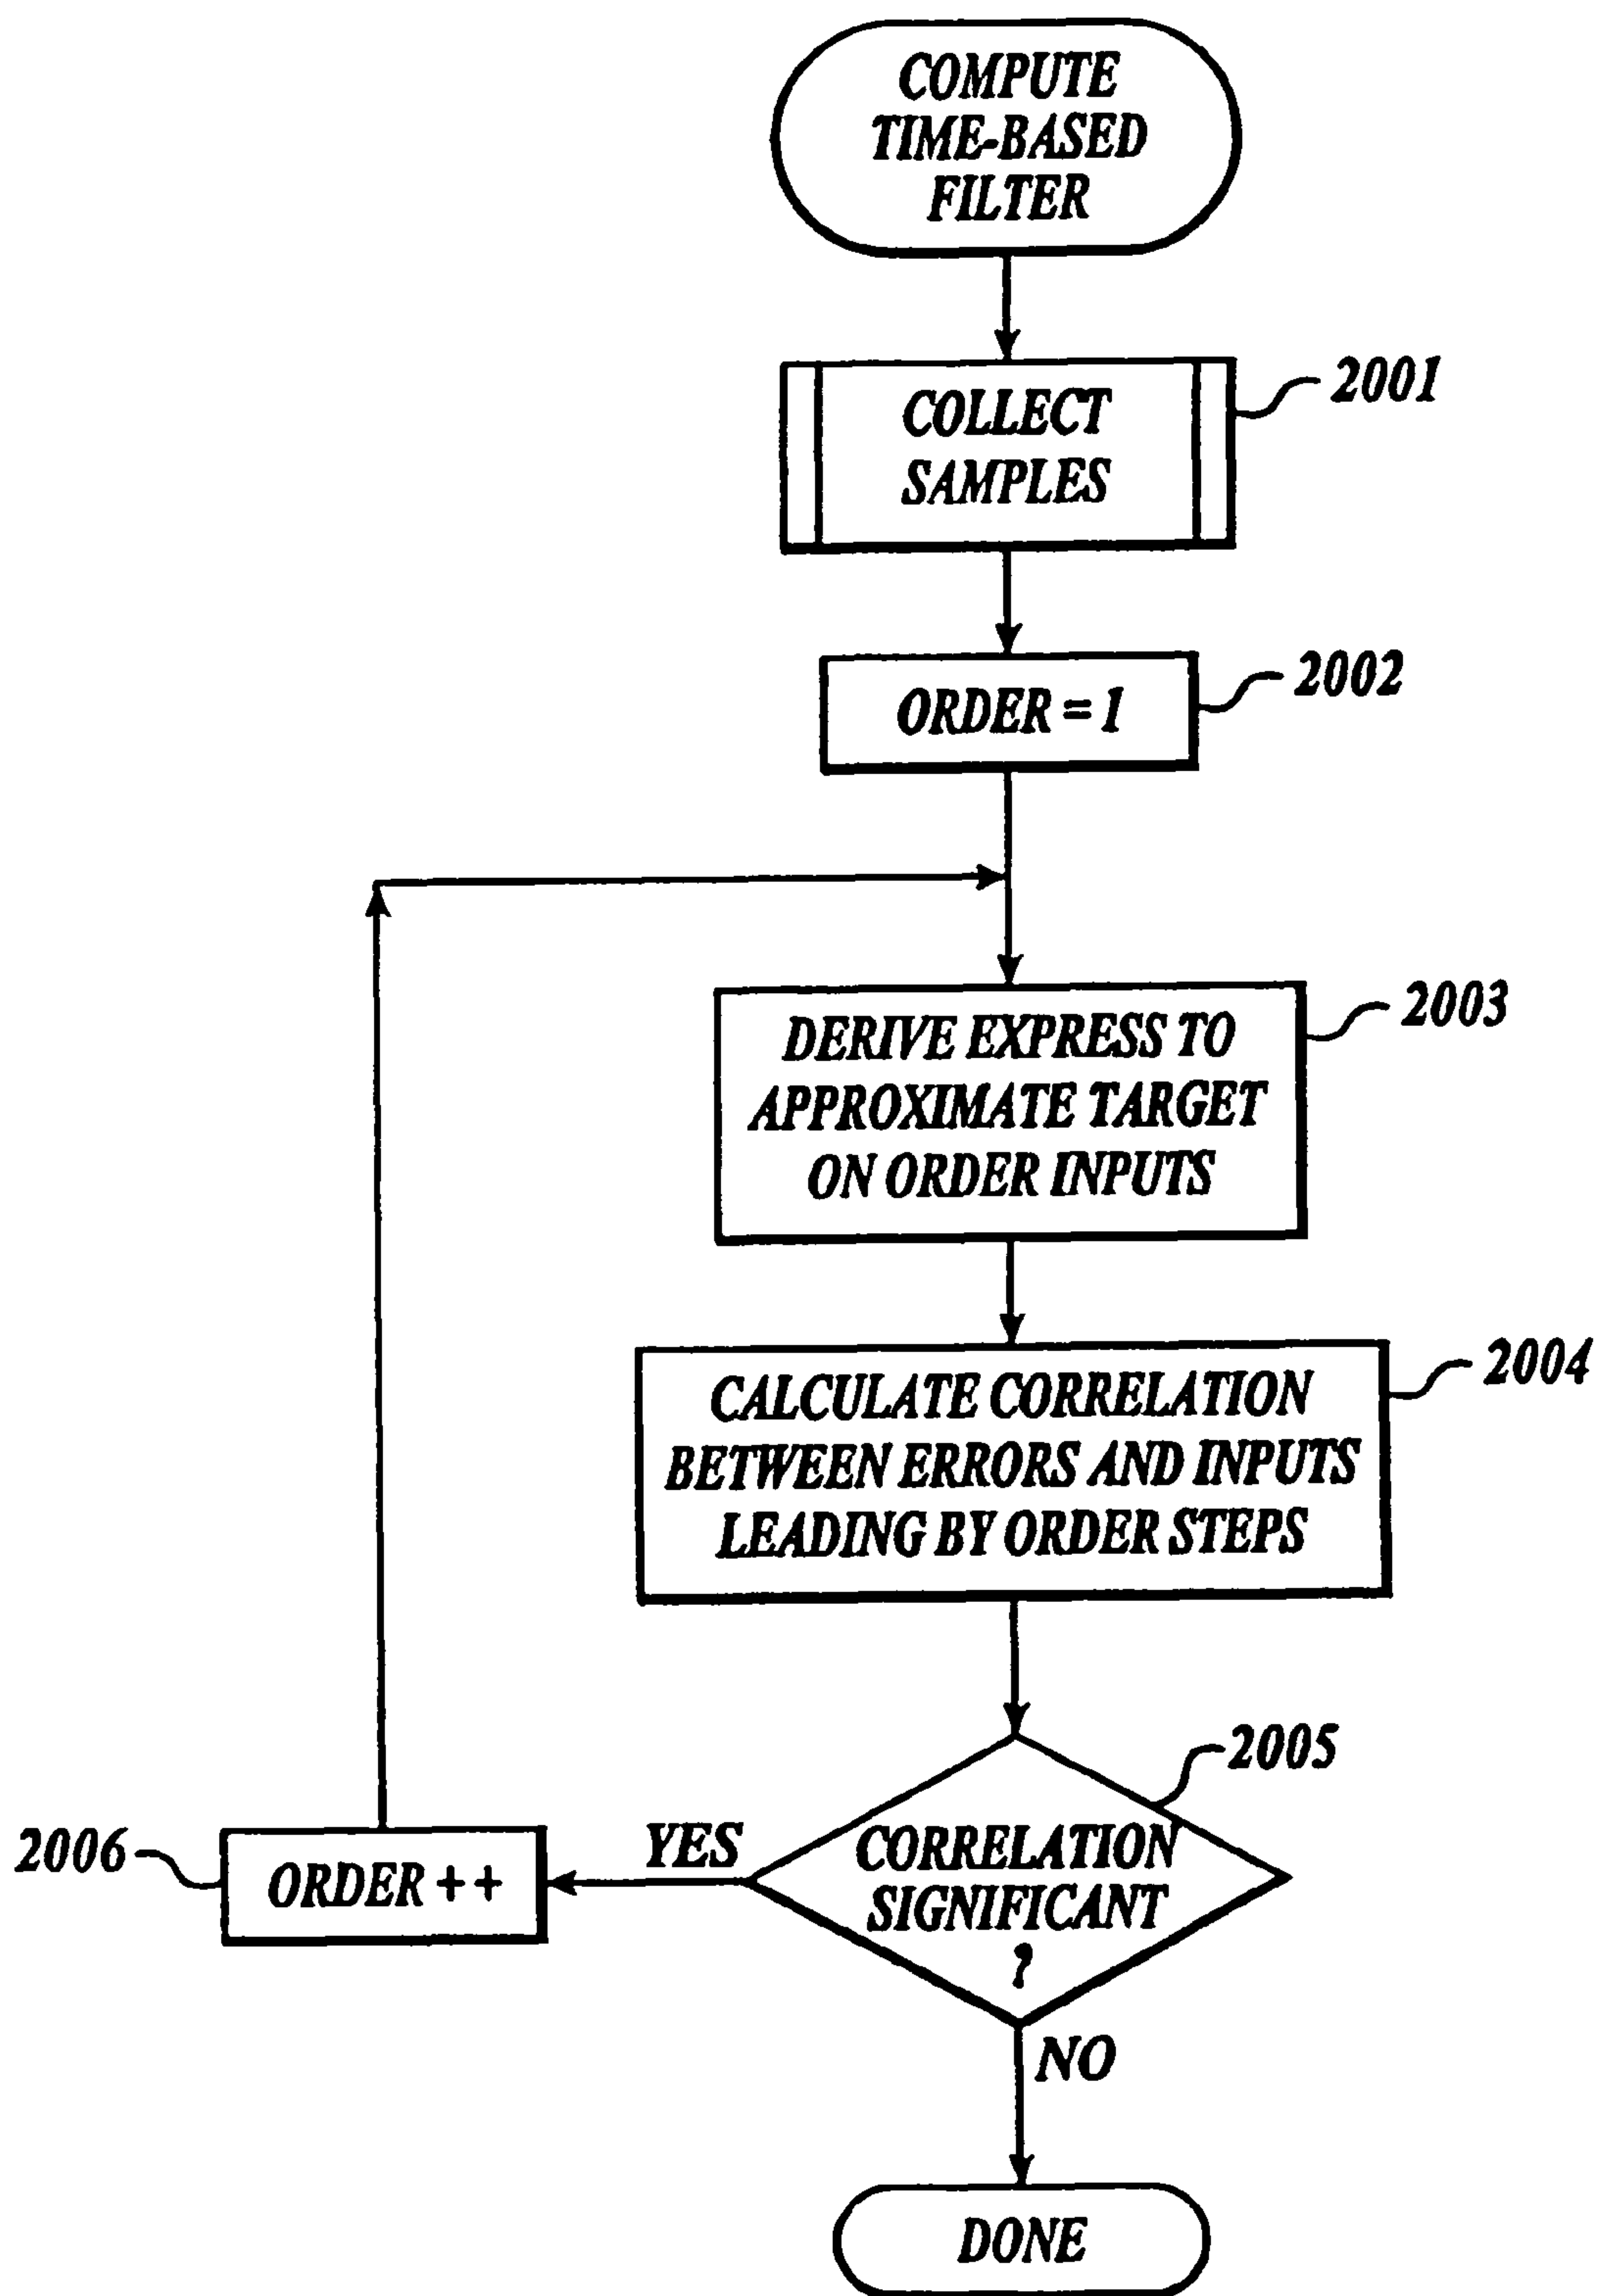 COMPUTE
TIME-BASED
FILTER
COLLECT
SAMPLES
2001
ORDER = 1
2002
DERIVE EXPRESS TO
APPROXIMATE TARGET
ON ORDER INPUTS
2003
CALCULATE CORRELATION
BETWEEN ERRORS AND INPUTS
LEADING BY ORDER STEPS
2004
2005
CORRELATION
SIGNIFICANT
?
YES
ORDER + +
2006
NO
DONE